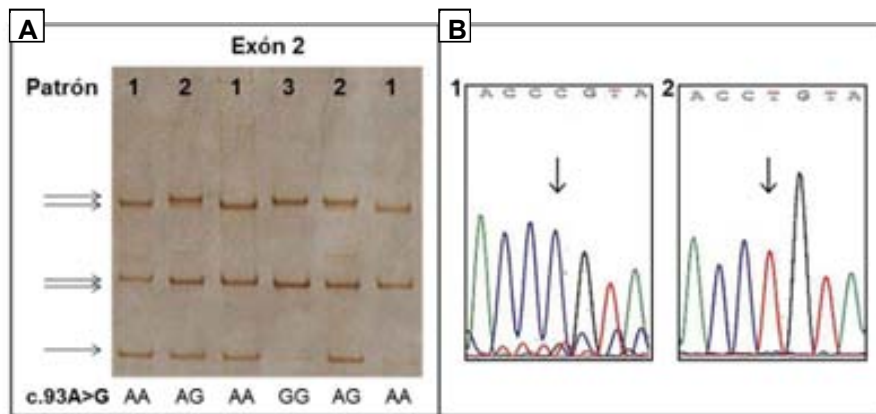 A
Exón 2
Patrón 1 2 1 3 2 1
c.93A>G AA AG AA GG AG AA
B
1 A C C C G T A
2 A C C T G T A